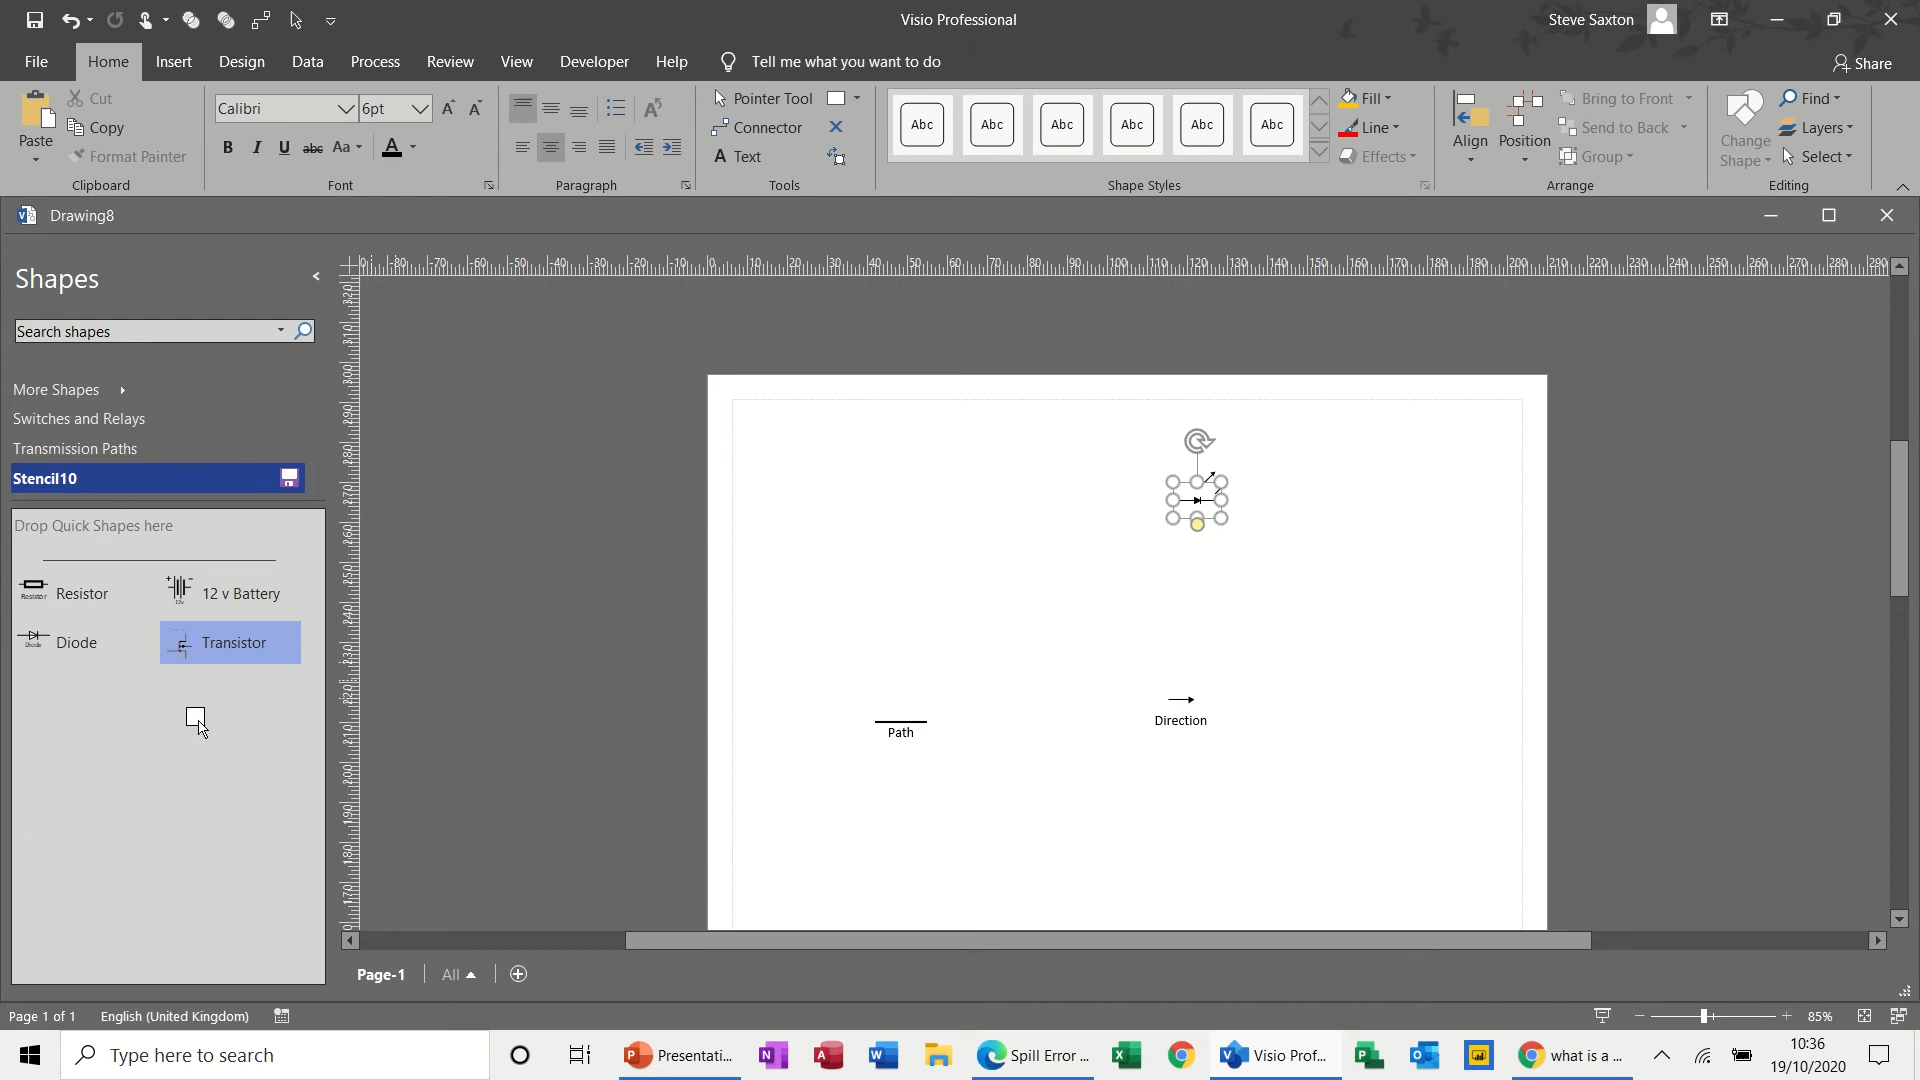 Visio Professional
Steve Saxton
File Home Insert Design Data Process Review View Developer Help Tell me what you want to do
Share
Paste
Cut
Copy
Format Painter
Clipboard
Calibri 6pt
Font
Paragraph
Pointer Tool
Connector
Text
Tools
Abc Abc Abc Abc Abc Abc
Shape Styles
Fill
Line
Effects
Align
Position
Bring to Front
Send to Back
Group
Arrange
Change
Shape
Find
Layers
Select
Editing
Drawing8
Shapes
Search shapes
More Shapes
Switches and Relays
Transmission Paths
Stencil10
Drop Quick Shapes here
Resistor
12 v Battery
Diode
Transistor
Path
Direction
Page-1 All
Page 1 of 1 English (United Kingdom)
85%
Type here to search
Presentati...
Spill Error ...
Visio Prof...
what is a ...
10:36
19/10/2020